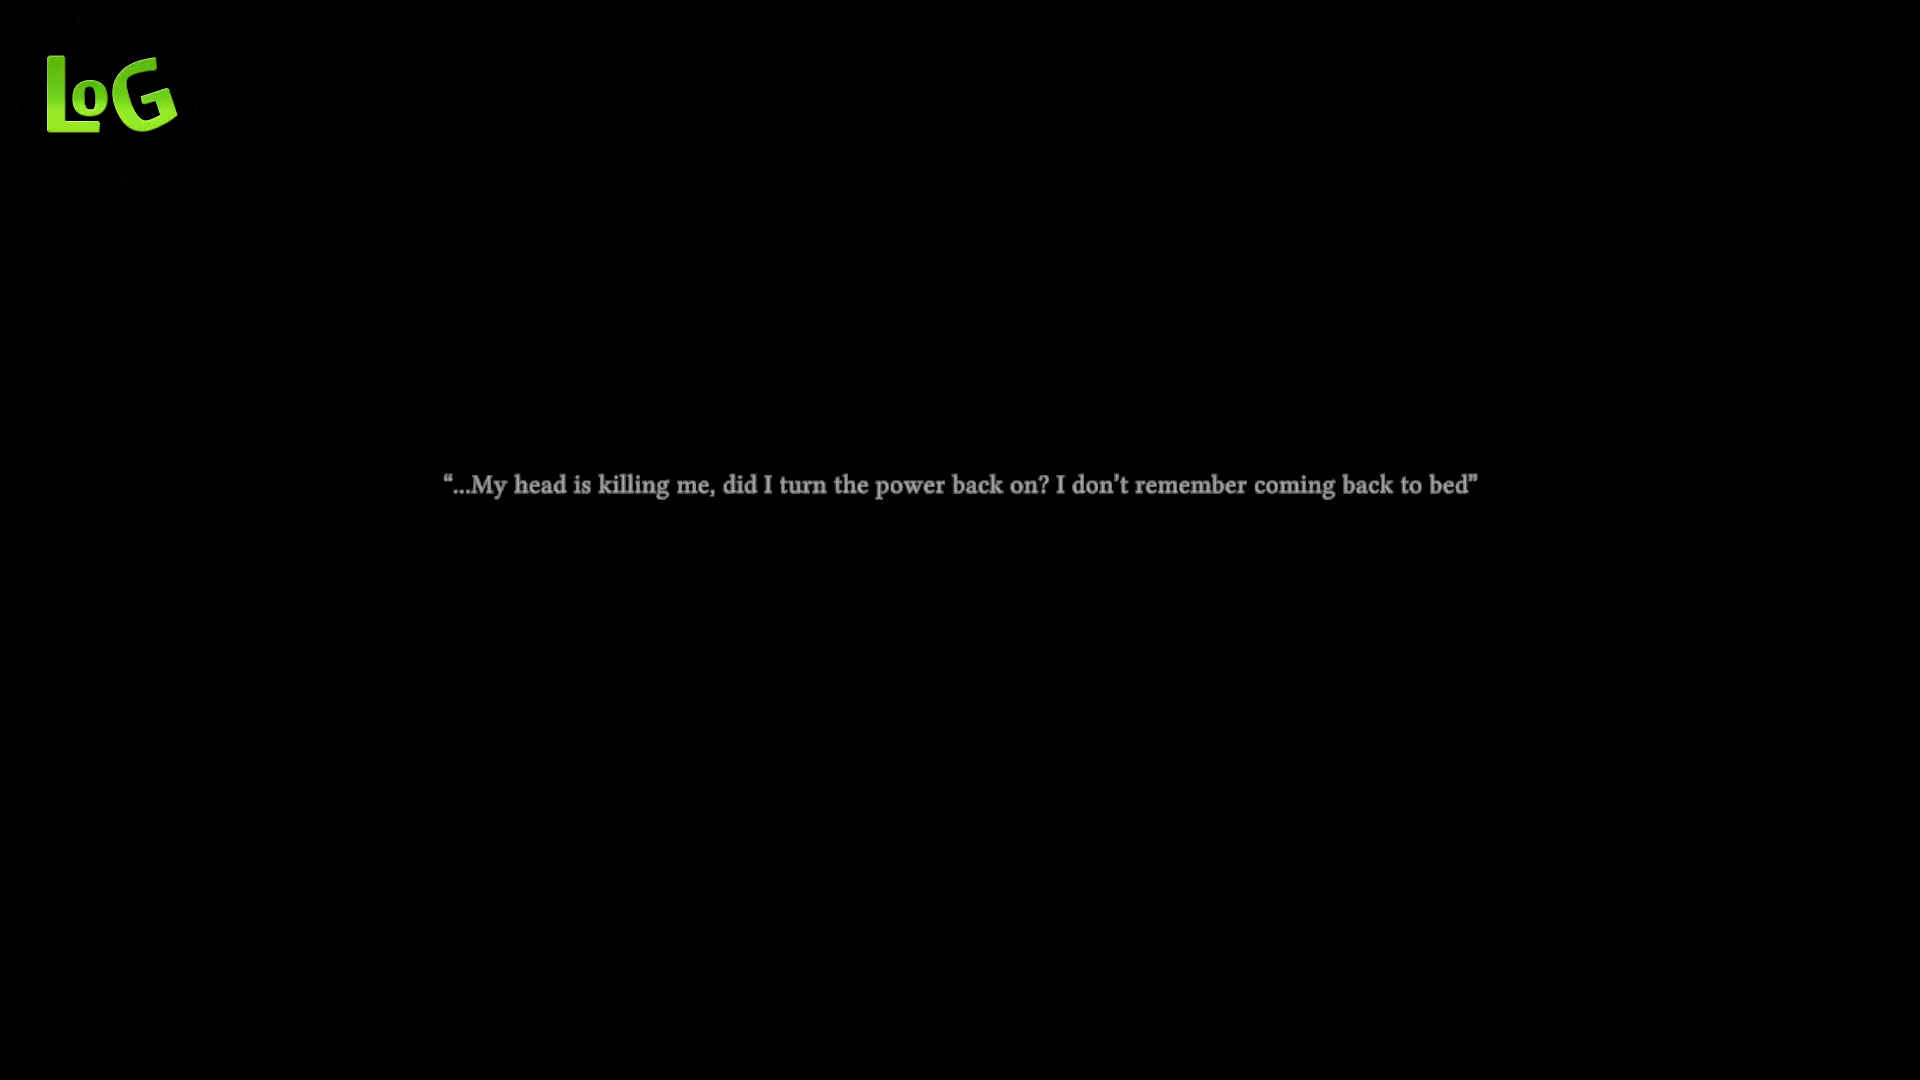 LoG
“...My head is killing me, did I turn the power back on? I don’t remember coming back to bed”